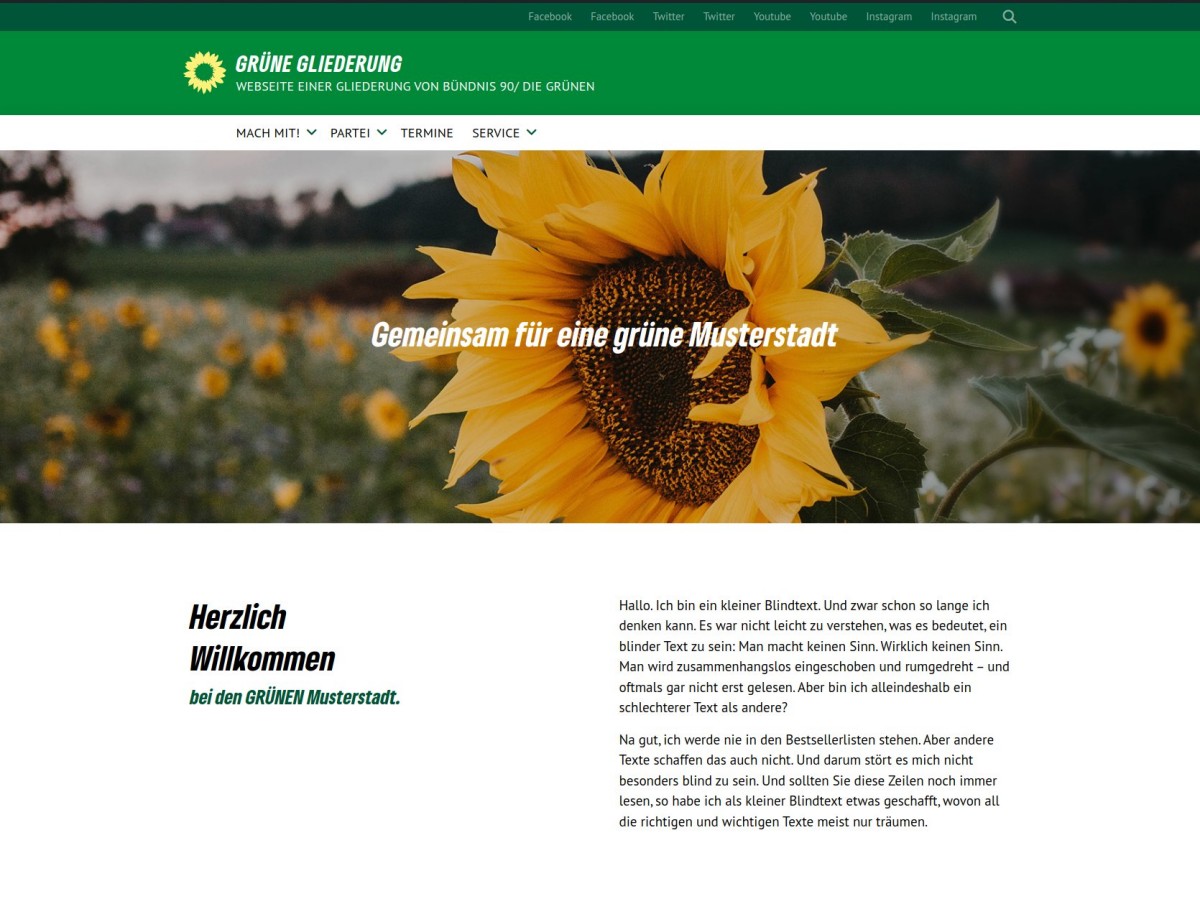 Facebook Facebook Twitter Twitter Youtube Youtube Instagram Instagram
GRÜNE GLIEDERUNG
WEBSEITE EINER GLIEDERUNG VON BÜNDNIS 90/ DIE GRÜNEN
MACH MIT! PARTEI TERMINE SERVICE
Gemeinsam für eine grüne Musterstadt
Herzlich
Willkommen
bei den GRÜNEN Musterstadt.
Hallo. Ich bin ein kleiner Blindtext. Und zwar schon so lange ich
denken kann. Es war nicht leicht zu verstehen, was es bedeutet, ein
blinder Text zu sein: Man macht keinen Sinn. Wirklich keinen Sinn.
Man wird zusammenhangslos eingeschoben und rumgedreht – und
oftmals gar nicht erst gelesen. Aber bin ich alleindeshalb ein
schlechterer Text als andere?
Na gut, ich werde nie in den Bestsellerlisten stehen. Aber andere
Texte schaffen das auch nicht. Und darum stört es mich nicht
besonders blind zu sein. Und sollten Sie diese Zeilen noch immer
lesen, so habe ich als kleiner Blindtext etwas geschafft, wovon all
die richtigen und wichtigen Texte meist nur träumen.